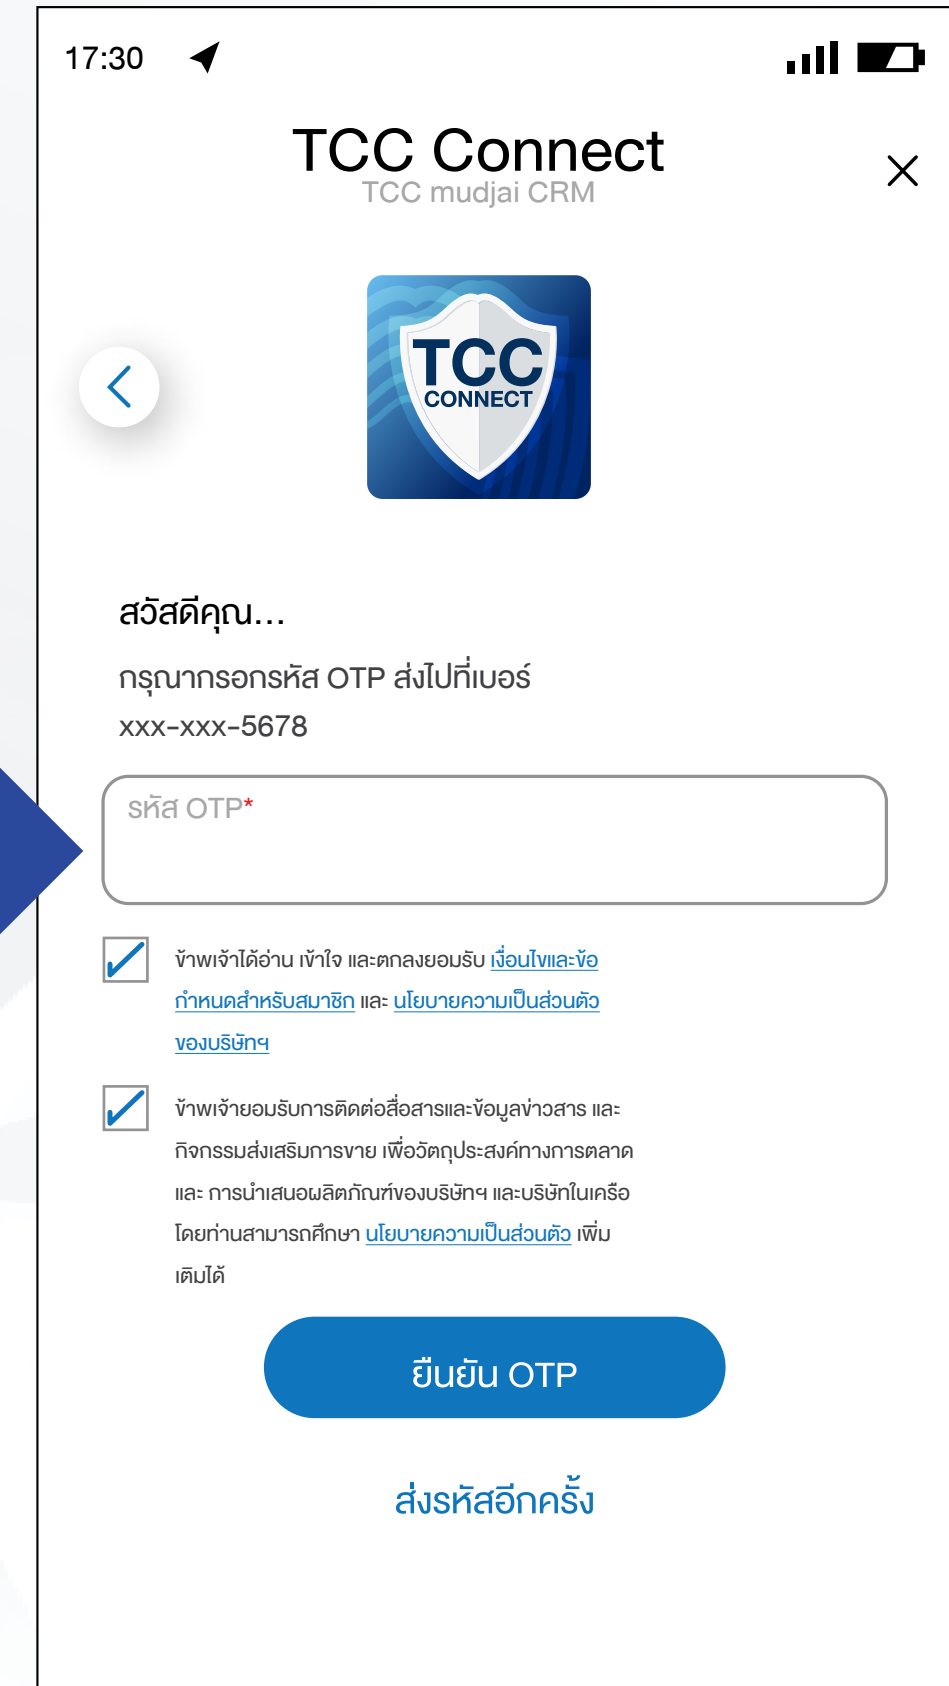 17:30
TCC Connect
TCC mudjai CRM
TCC
CONNECT
สวัสดีคุณ...
กรุณากรอกรหัส OTP ส่งไปที่เบอร์
xxx-xxx-5678
รหัส OTP*
ข้าพเจ้าได้อ่าน เข้าใจ และตกลงยอมรับ เงื่อนไขและข้อ
กำหนดสำหรับสมาชิก และ นโยบายความเป็นส่วนตัว
ของบริษัทฯ
ข้าพเจ้ายอมรับการติดต่อสื่อสารและข้อมูลข่าวสาร และ
กิจกรรมส่งเสริมการขาย เพื่อวัตถุประสงค์ทางการตลาด
และ การนำเสนอผลิตภัณฑ์ของบริษัทฯ และบริษัทในเครือ
โดยท่านสามารถศึกษา นโยบายความเป็นส่วนตัว เพิ่ม
เติมได้
ยืนยัน OTP
ส่งรหัสอีกครั้ง